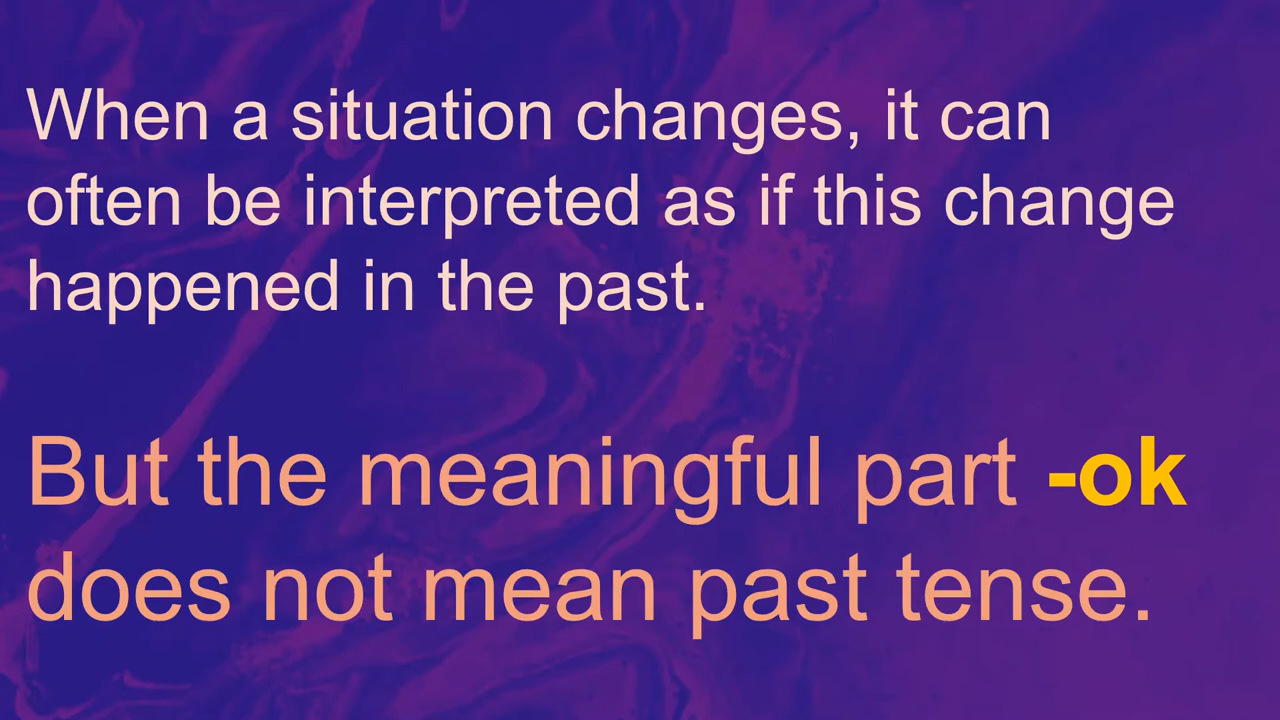 When a situation changes, it can
often be interpreted as if this change
happened in the past.
But the meaningful part -ok
does not mean past tense.